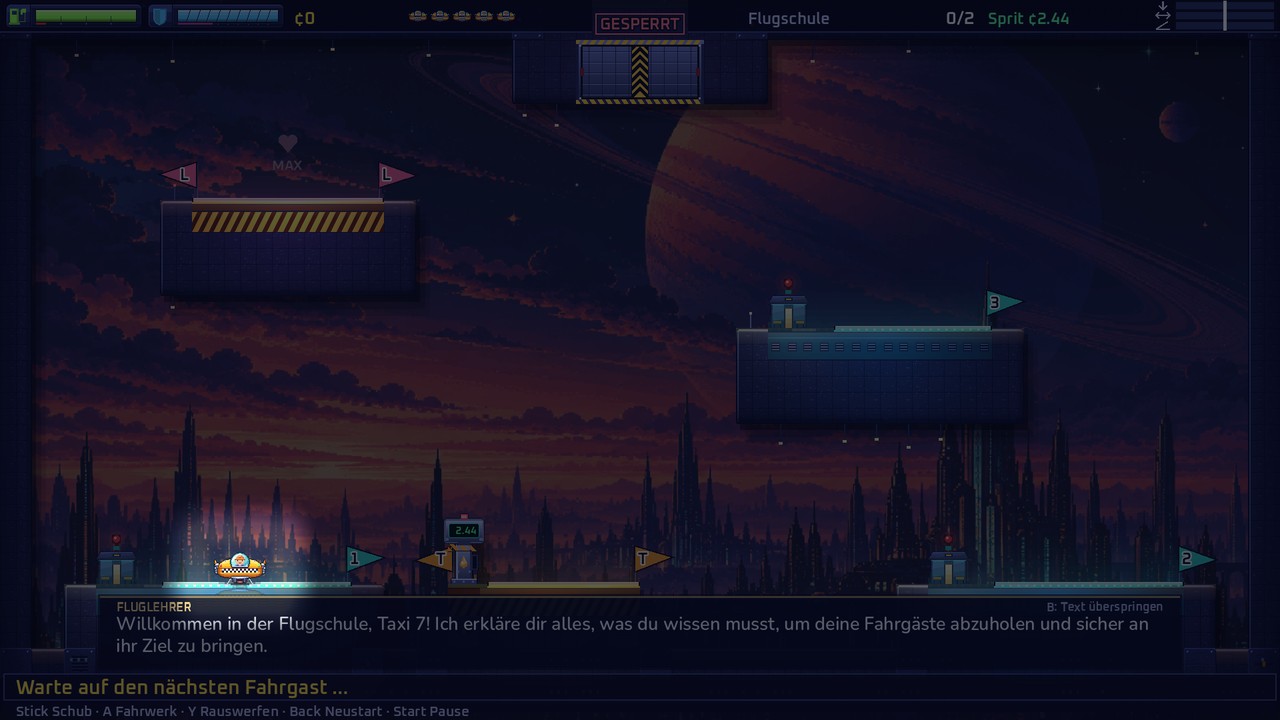 ¢0
GESPERRT
Flugschule
0/2
Sprit ¢2.44
MAX
L
L
3
2.44
1
T
T
2
FLUGLEHRER
B: Text überspringen
Willkommen in der Flugschule, Taxi 7! Ich erkläre dir alles, was du wissen musst, um deine Fahrgäste abzuholen und sicher an
ihr Ziel zu bringen.
Warte auf den nächsten Fahrgast ...
Stick Schub · A Fahrwerk · Y Rauswerfen · Back Neustart · Start Pause